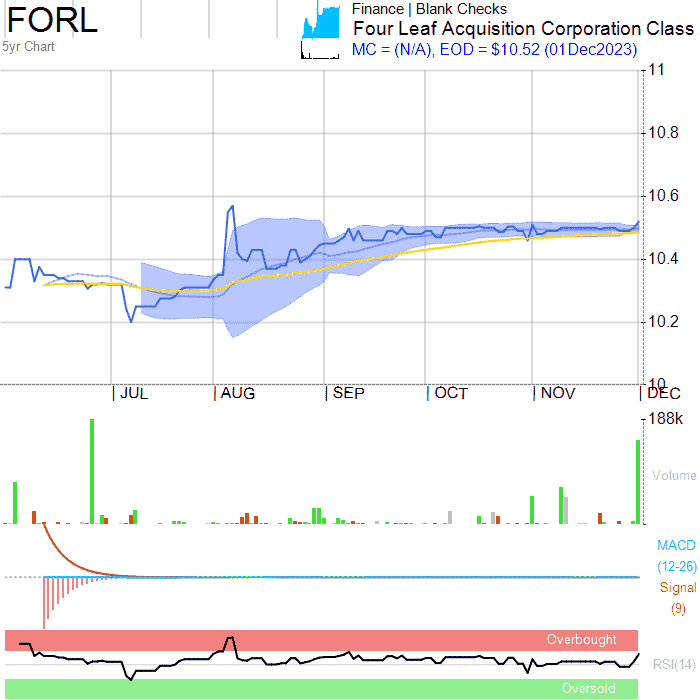 FORL
5yr Chart
Finance | Blank Checks
Four Leaf Acquisition Corporation Class
MC = (N/A), EOD = $10.52 (01Dec2023)
11
10.8
10.6
10.4
10.2
10
JUL
AUG
SEP
OCT
NOV
DEC
188k
Volume
MACD
(12-26)
Signal
(9)
Overbought
RSI(14)
Oversold